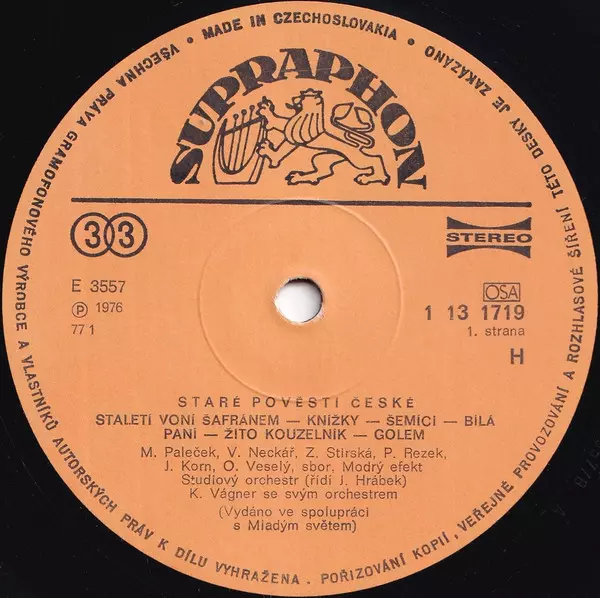 VŠECHNA PRÁVA GRAMOFONOVÉHO VÝROBCE A VLASTNÍKŮ AUTORSKÝCH PRÁV K DÍLU VYHRAŽENA . POŘIZOVÁNÍ KOPIÍ, VEŘEJNÉ PROVOZOVÁNÍ A ROZHLASOVÉ ŠÍŘENÍ TÉTO DESKY JE ZAKÁZÁNO
• MADE IN CZECHOSLOVAKIA •
SUPRAPHON
33
STEREO
E 3557
℗ 1976
77 1
OSA
1 13 1719
1. strana
H
STARÉ POVĚSTI ČESKÉ
STALETÍ VONÍ ŠAFRÁNEM — KNÍŽKY — ŠEMÍCI — BÍLÁ
PANÍ — ŽITO KOUZELNÍK — GOLEM
M. Paleček, V. Neckář, Z. Stirská, P. Rezek,
J. Korn, O. Veselý, sbor, Modrý efekt
Studiový orchestr (řídí J. Hrábek)
K. Vágner se svým orchestrem
(Vydáno ve spolupráci
s Mladým světem)